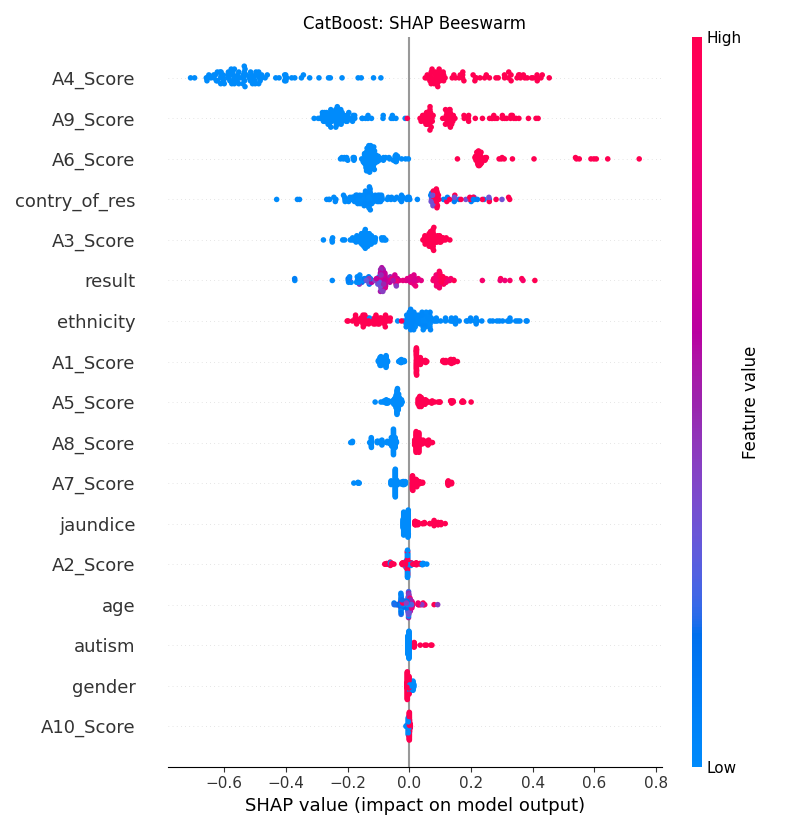 CatBoost: SHAP Beeswarm
High
A4_Score
A9_Score
A6_Score
contry_of_res
A3_Score
result
ethnicity
A1_Score
A5_Score
A8_Score
A7_Score
jaundice
A2_Score
age
autism
gender
A10_Score
Feature value
Low
−0.6 −0.4 −0.2 0.0 0.2 0.4 0.6 0.8
SHAP value (impact on model output)